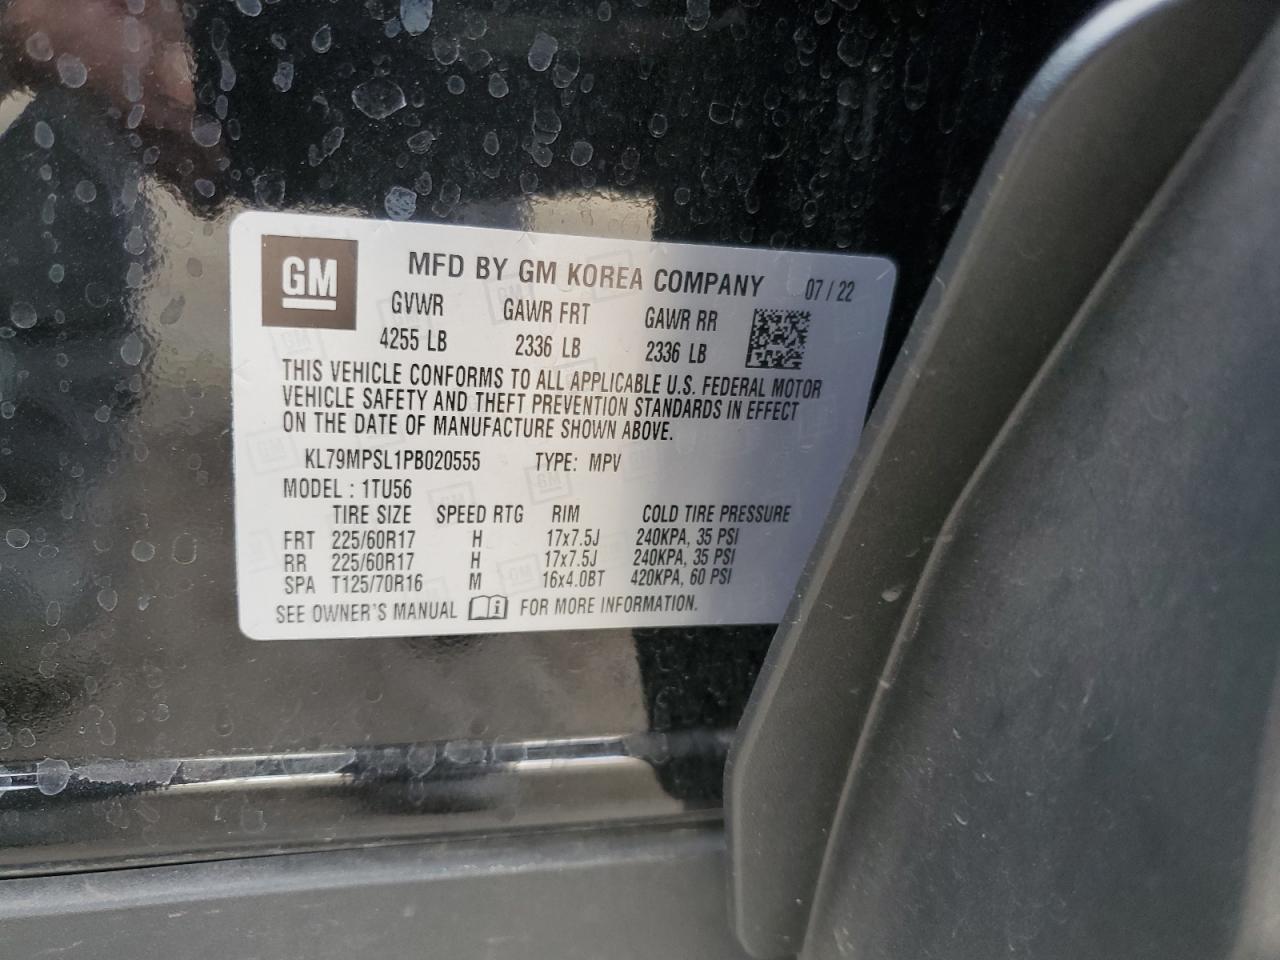 GM
MFD BY GM KOREA COMPANY 07 / 22
GVWR GAWR FRT GAWR RR
4255 LB 2336 LB 2336 LB
THIS VEHICLE CONFORMS TO ALL APPLICABLE U.S. FEDERAL MOTOR
VEHICLE SAFETY AND THEFT PREVENTION STANDARDS IN EFFECT
ON THE DATE OF MANUFACTURE SHOWN ABOVE.
KL79MPSL1PB020555 TYPE: MPV
MODEL : 1TU56
TIRE SIZE SPEED RTG RIM COLD TIRE PRESSURE
FRT 225/60R17 H 17x7.5J 240KPA, 35 PSI
RR 225/60R17 H 17x7.5J 240KPA, 35 PSI
SPA T125/70R16 M 16x4.0BT 420KPA, 60 PSI
SEE OWNER'S MANUAL FOR MORE INFORMATION.